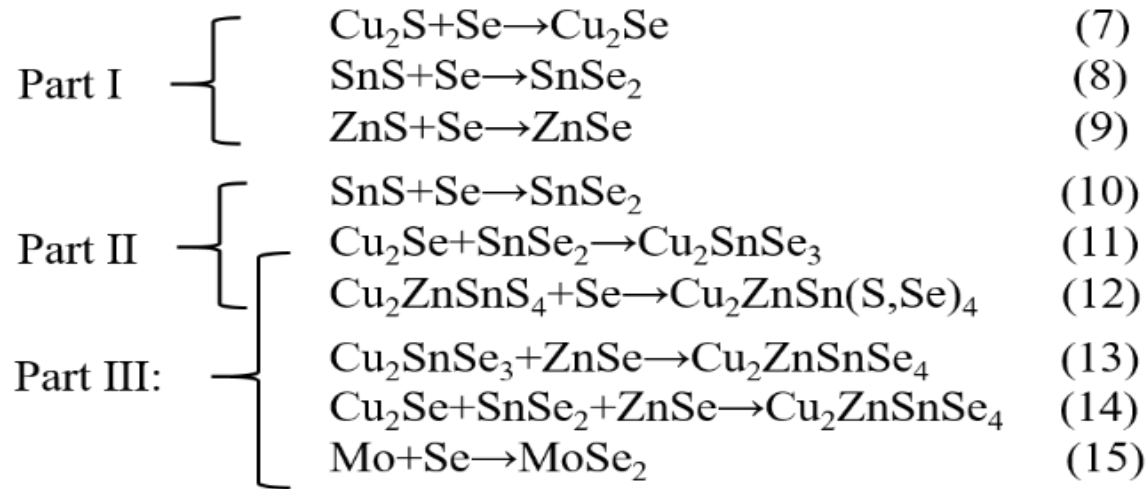 Cu₂S+Se→Cu₂Se (7)
Part I SnS+Se→SnSe₂ (8)
ZnS+Se→ZnSe (9)
SnS+Se→SnSe₂ (10)
Part II Cu₂Se+SnSe₂→Cu₂SnSe₃ (11)
Cu₂ZnSnS₄+Se→Cu₂ZnSn(S,Se)₄ (12)
Part III: Cu₂SnSe₃+ZnSe→Cu₂ZnSnSe₄ (13)
Cu₂Se+SnSe₂+ZnSe→Cu₂ZnSnSe₄ (14)
Mo+Se→MoSe₂ (15)